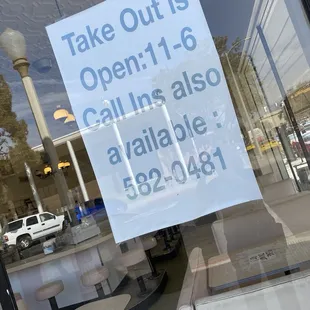 Take Out is
Open:11-6
Call Ins also
available :
582-0481